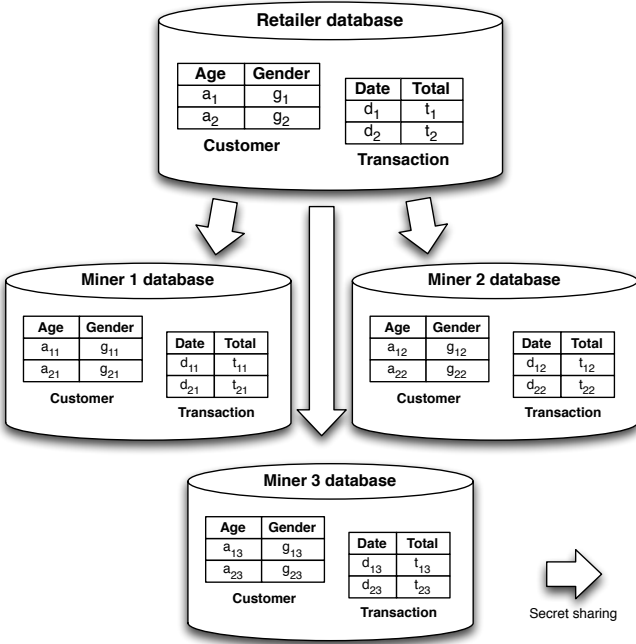 Retailer database
Age Gender
a1 g1
a2 g2
Customer
Date Total
d1 t1
d2 t2
Transaction
Miner 1 database
Age Gender
a11 g11
a21 g21
Customer
Date Total
d11 t11
d21 t21
Transaction
Miner 2 database
Age Gender
a12 g12
a22 g22
Customer
Date Total
d12 t12
d22 t22
Transaction
Miner 3 database
Age Gender
a13 g13
a23 g23
Customer
Date Total
d13 t13
d23 t23
Transaction
Secret sharing